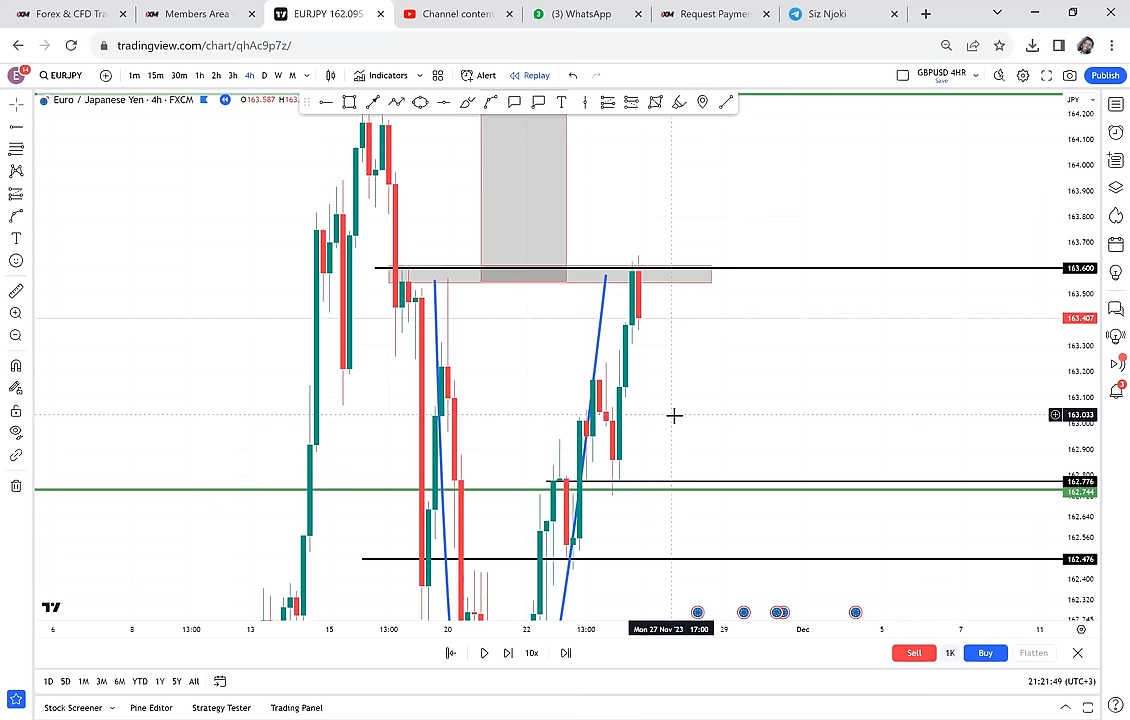 Forex & CFD Tra
Members Area -
EURJPY 162.095
Channel content
(3) WhatsApp
Request Payme
Siz Njoki
tradingview.com/chart/qhAc9p7z/
E 14
EURJPY
1m 15m 30m 1h 2h 3h 4h D W M
Indicators
Alert
Replay
GBPUSD 4HR
Save
Publish
Euro / Japanese Yen · 4h · FXCM
O163.587 H163.
JPY
164.200
164.100
164.000
163.900
163.800
163.700
163.600
163.500
163.407
163.300
163.200
163.100
163.033
163.000
162.900
162.800
162.776
162.744
162.640
162.560
162.476
162.400
162.320
6 8 13:00 13 15 13:00 20 22 13:00 Mon 27 Nov '23 17:00 29 Dec 5 7 11
10x
Sell 1K Buy Flatten
1D 5D 1M 3M 6M YTD 1Y 5Y All
21:21:49 (UTC+3)
Stock Screener Pine Editor Strategy Tester Trading Panel